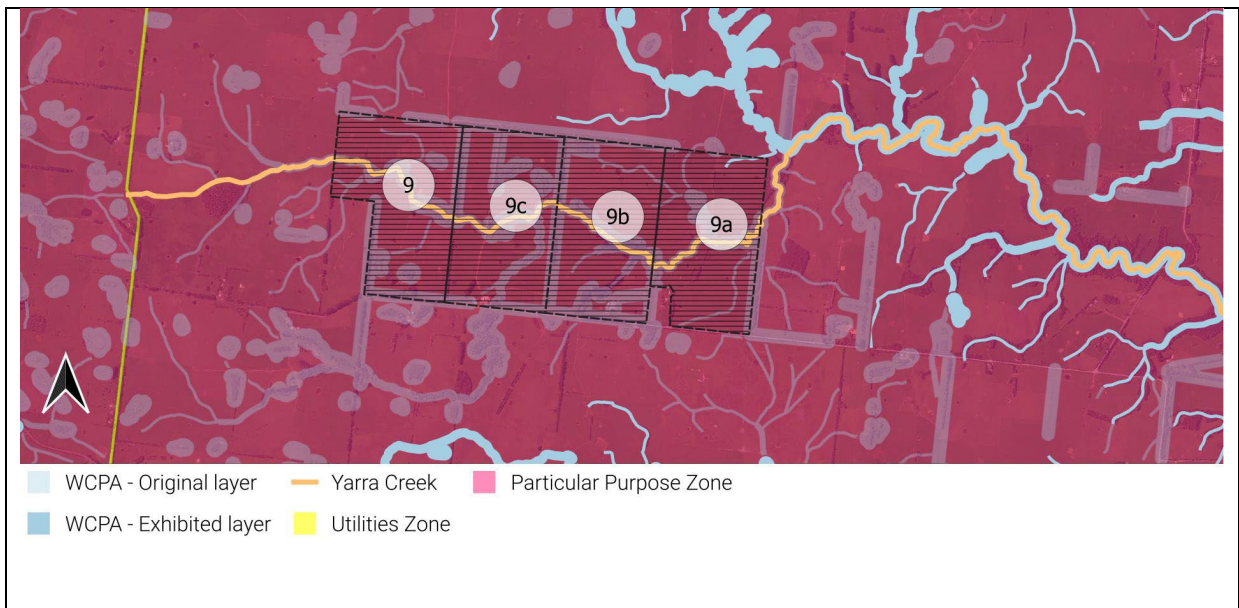 9
9c
9b
9a
WCPA - Original layer Yarra Creek Particular Purpose Zone
WCPA - Exhibited layer Utilities Zone